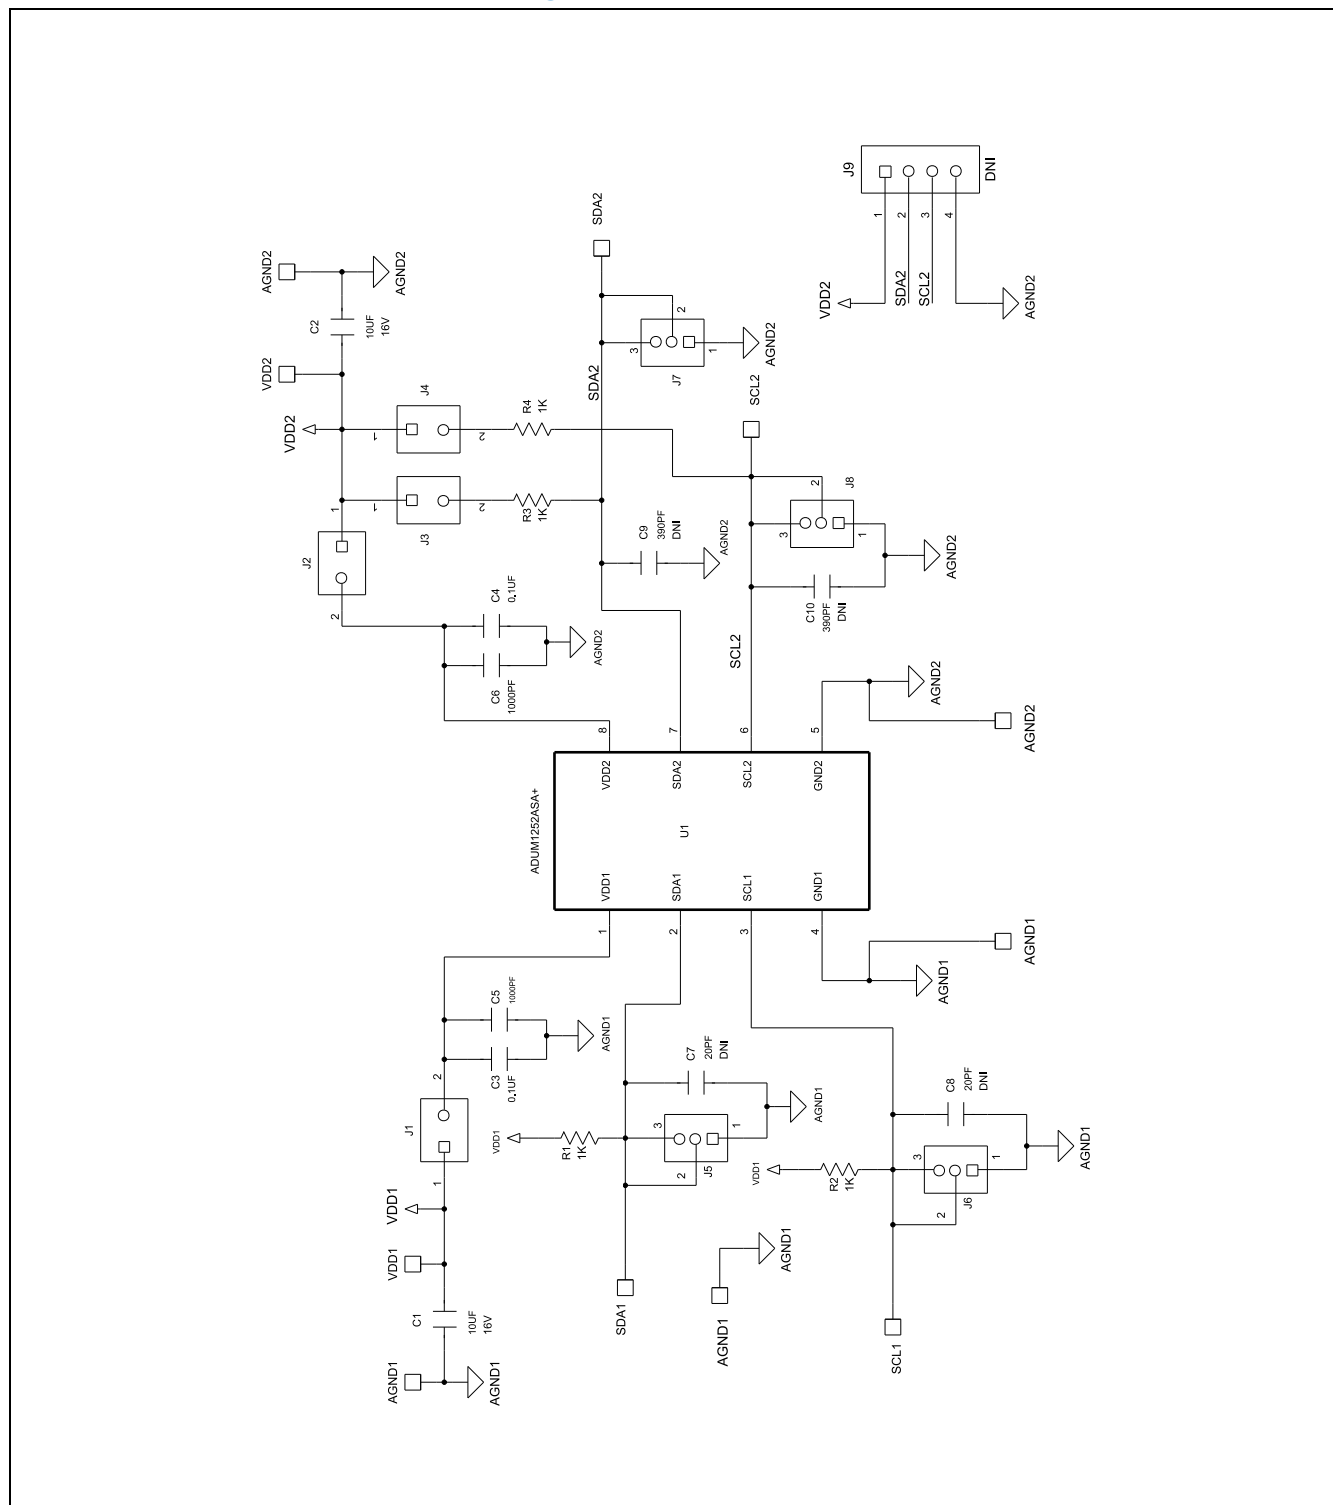 AGND1
AGND1
C1
10UF
16V
VDD1
VDD1
1
J1
2
C3
0.1UF
C5
1000PF
AGND1
SDA1
VDD1
R1
1K
2
J5
3
1
C7
20PF
DNI
AGND1
AGND1
AGND1
SCL1
VDD1
R2
1K
2
J6
3
1
C8
20PF
DNI
AGND1
AGND1
AGND1
1
2
3
4
ADUM1252ASA+
U1
VDD1
SDA1
SCL1
GND1
VDD2
SDA2
SCL2
GND2
8
7
6
5
C6
1000PF
C4
0.1UF
AGND2
2
J2
1
VDD2
VDD2
C2
10UF
16V
AGND2
AGND2
1
J3
2
R3
1K
1
J4
2
R4
1K
C9
390PF
DNI
AGND2
SDA2
SDA2
3
2
J7
1
AGND2
SCL2
SCL2
C10
390PF
DNI
3
2
J8
1
AGND2
AGND2
AGND2
J9
DNI
1
2
3
4
VDD2
SDA2
SCL2
AGND2